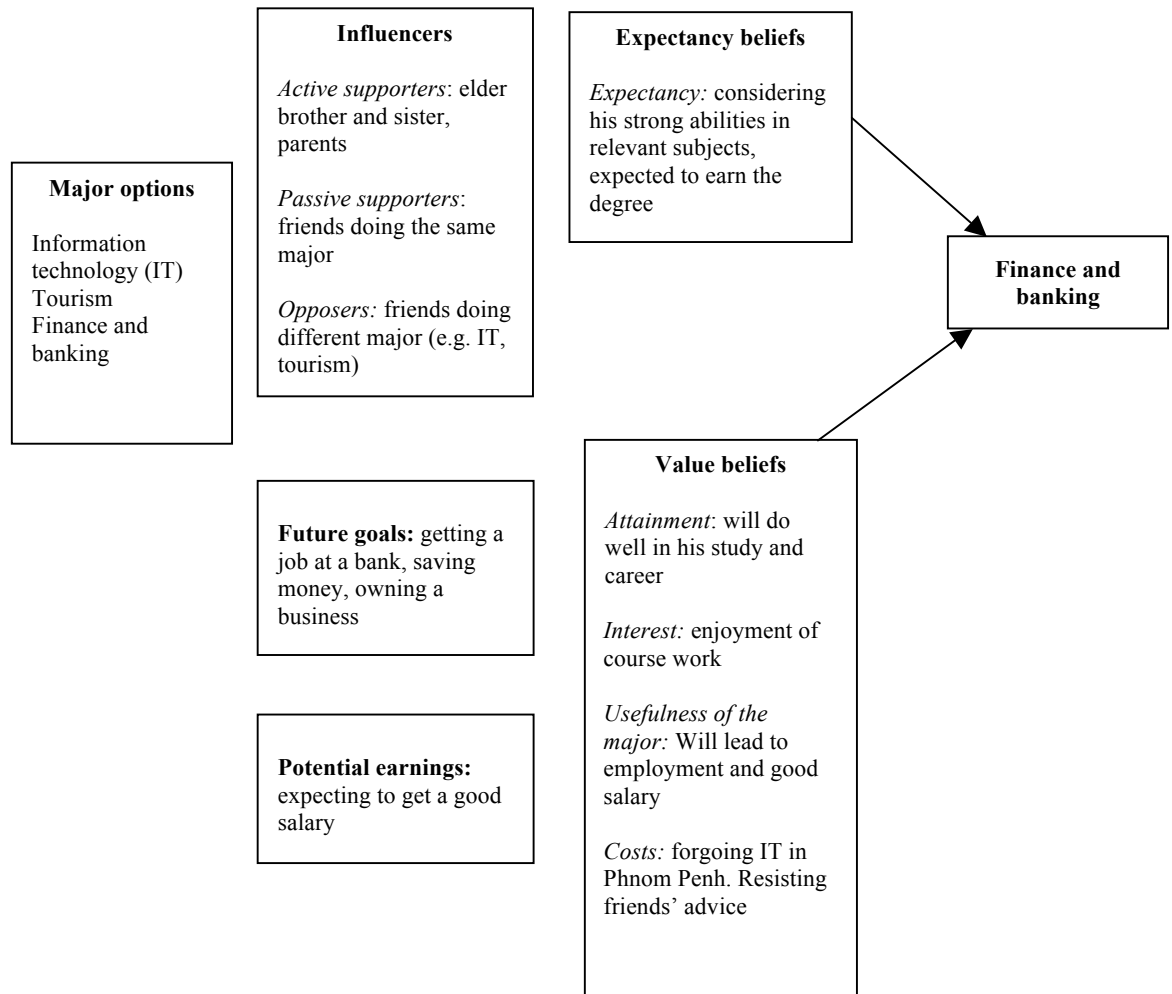 Major options
Information
technology (IT)
Tourism
Finance and
banking
Influencers
Active supporters: elder
brother and sister,
parents
Passive supporters:
friends doing the same
major
Opposers: friends doing
different major (e.g. IT,
tourism)
Future goals: getting a
job at a bank, saving
money, owning a
business
Potential earnings:
expecting to get a good
salary
Expectancy beliefs
Expectancy: considering
his strong abilities in
relevant subjects,
expected to earn the
degree
Value beliefs
Attainment: will do
well in his study and
career
Interest: enjoyment of
course work
Usefulness of the
major: Will lead to
employment and good
salary
Costs: forgoing IT in
Phnom Penh. Resisting
friends’ advice
Finance and
banking